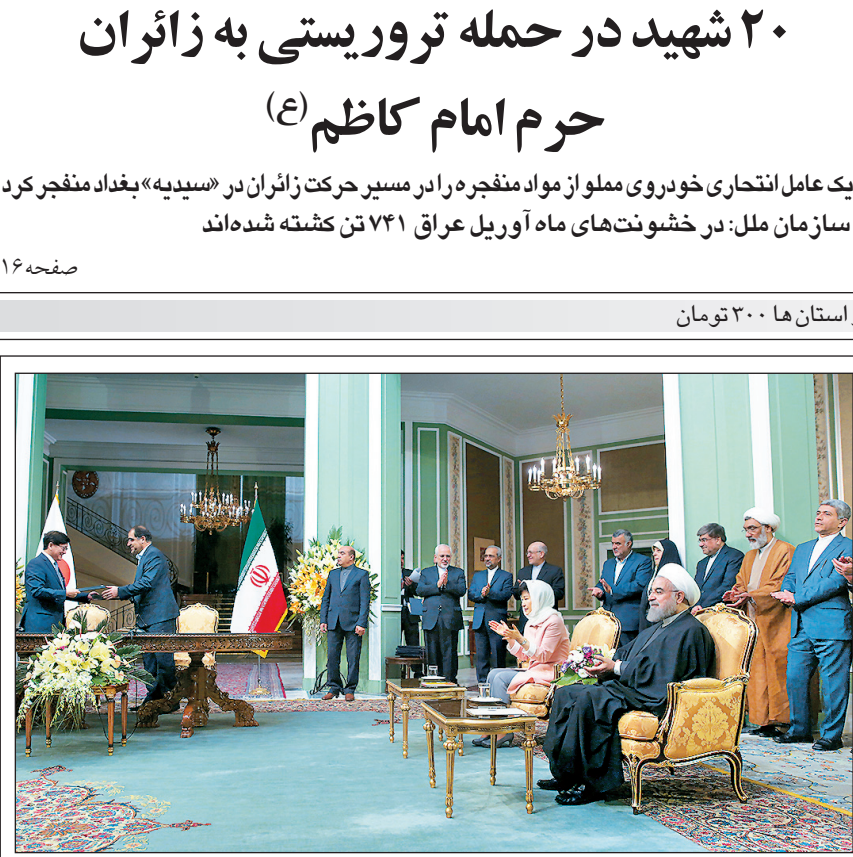 ۲۰ شهید در حمله تروریستی به زائران
حرم امام کاظم(ع)
یک عامل انتحاری خودروی مملو از مواد منفجره را در مسیر حرکت زائران در «سیدیه» بغداد منفجر کرد
سازمان ملل: در خشونت‌های ماه آوریل عراق ۷۴۱ تن کشته شده‌اند
صفحه۱۶
استان ها ۳۰۰ تومان